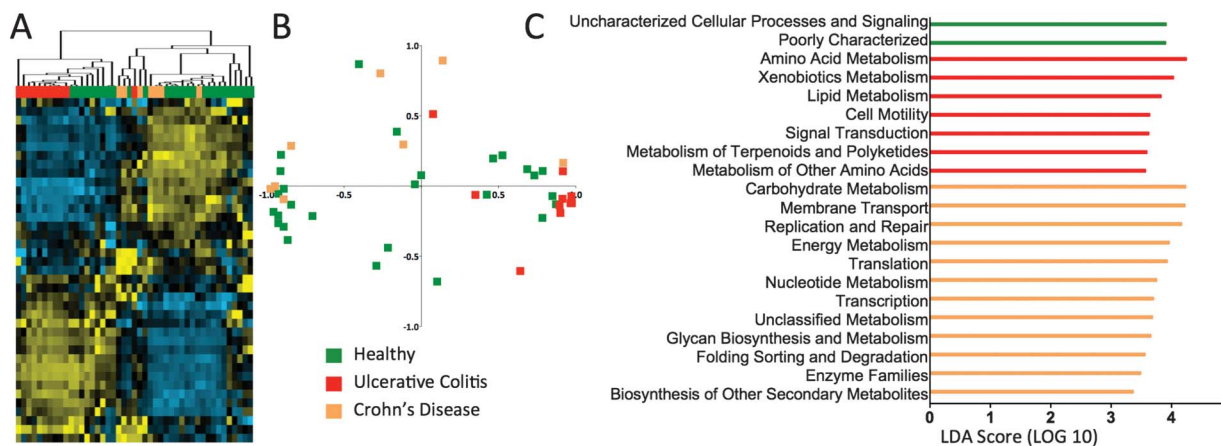 A
B
C
1.0
0.5
-1.0
-0.5
0.5
1.0
-0.5
-1.0
Healthy
Ulcerative Colitis
Crohn's Disease
Uncharacterized Cellular Processes and Signaling
Poorly Characterized
Amino Acid Metabolism
Xenobiotics Metabolism
Lipid Metabolism
Cell Motility
Signal Transduction
Metabolism of Terpenoids and Polyketides
Metabolism of Other Amino Acids
Carbohydrate Metabolism
Membrane Transport
Replication and Repair
Energy Metabolism
Translation
Nucleotide Metabolism
Transcription
Unclassified Metabolism
Glycan Biosynthesis and Metabolism
Folding Sorting and Degradation
Enzyme Families
Biosynthesis of Other Secondary Metabolites
0 1 2 3 4
LDA Score (LOG 10)